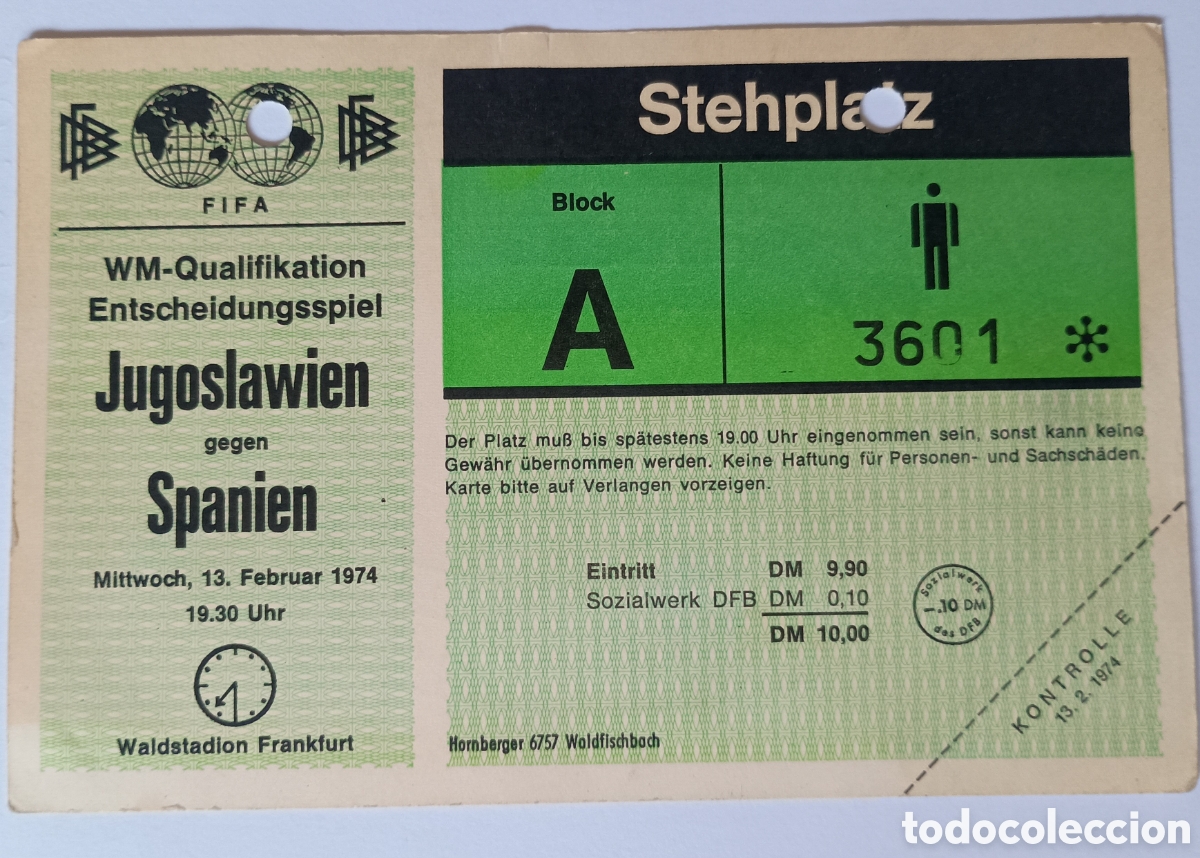 DFB
FIFA
DFB
WM-Qualifikation
Entscheidungsspiel
Jugoslawien
gegen
Spanien
Mittwoch, 13. Februar 1974
19.30 Uhr
Waldstadion Frankfurt
Stehplatz
Block
A
3601 *
Der Platz muß bis spätestens 19.00 Uhr eingenommen sein, sonst kann keine
Gewähr übernommen werden. Keine Haftung für Personen- und Sachschäden.
Karte bitte auf Verlangen vorzeigen.
Eintritt DM 9,90
Sozialwerk DFB DM 0,10
DM 10,00
Sozialwerk
-.10 DM
des DFB
KONTROLLE
13. 2. 1974
Hornberger 6757 Waldfischbach
todocoleccion